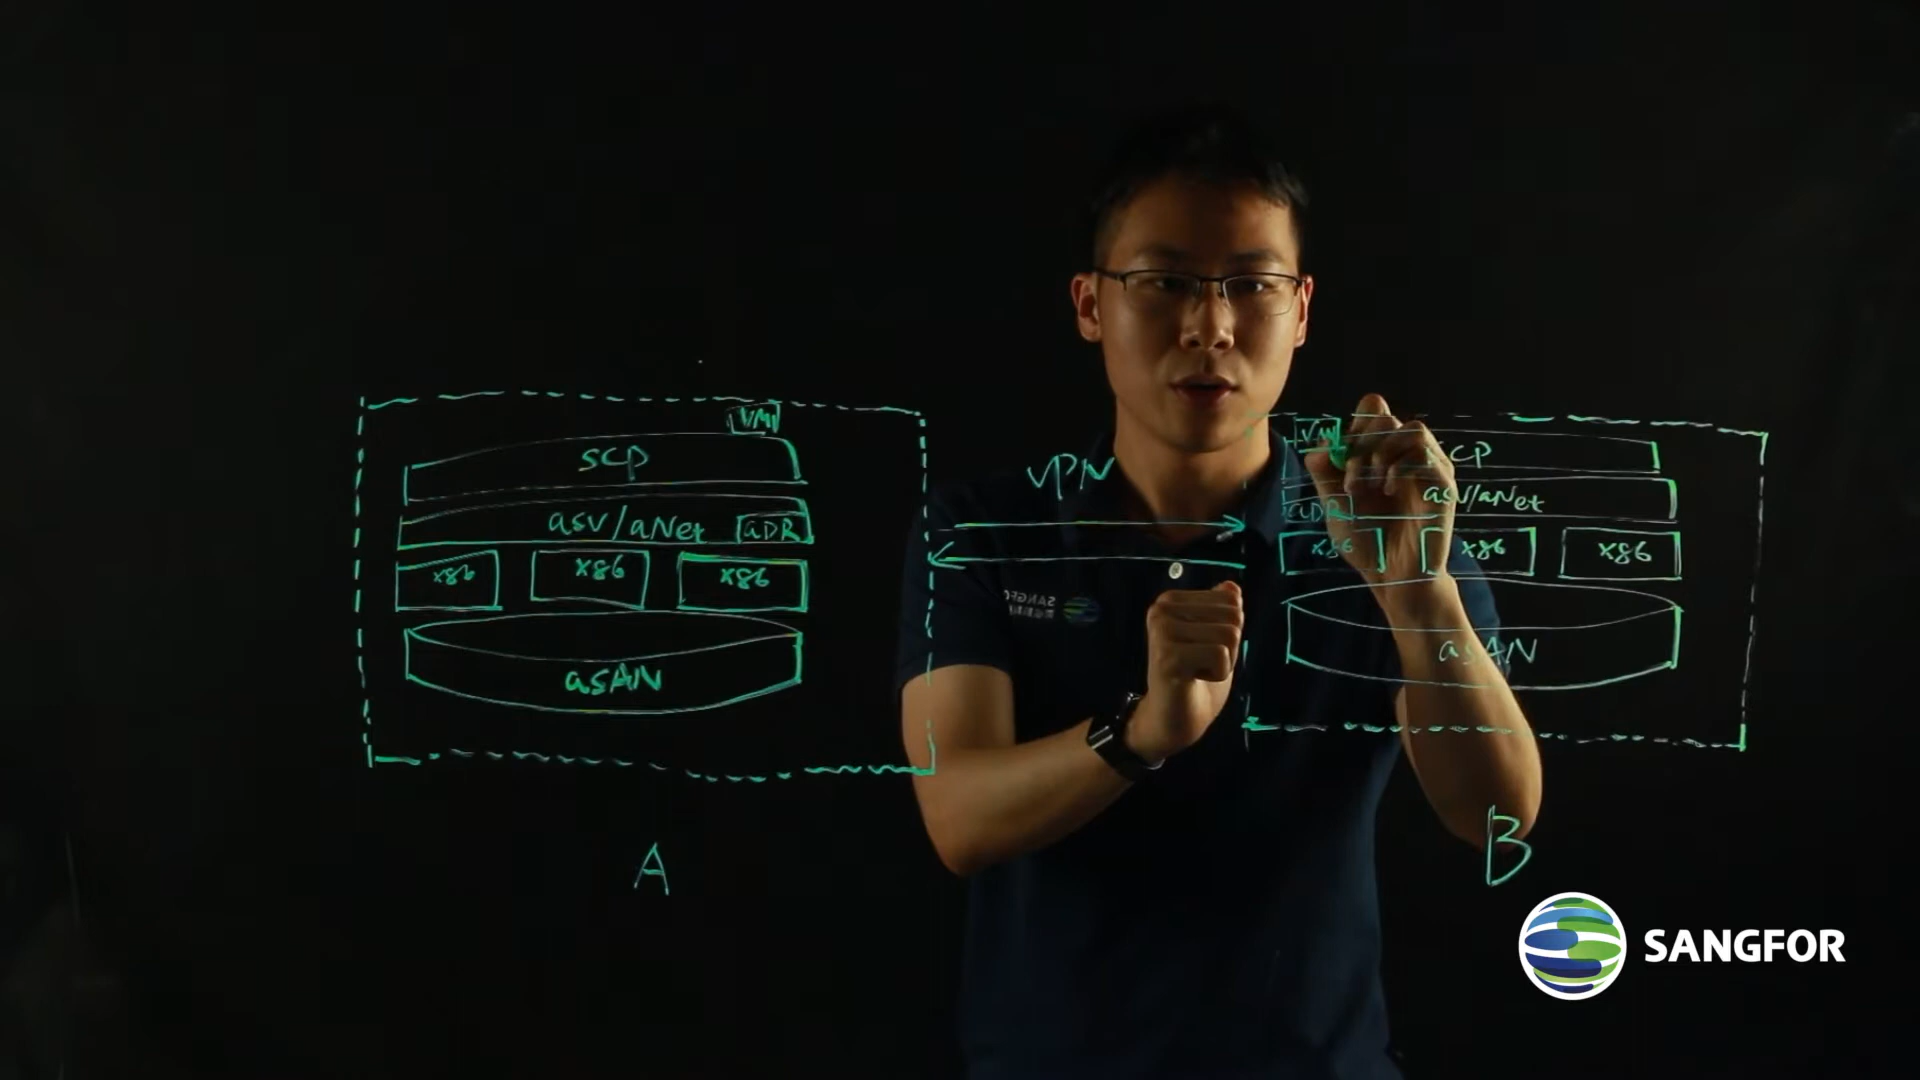 VM
SCP
asv/aNet
aDR
x86
x86
x86
asAN
A
VPN
VM
SCP
asv/aNet
aDR
x86
x86
x86
asAN
B
SANGFOR